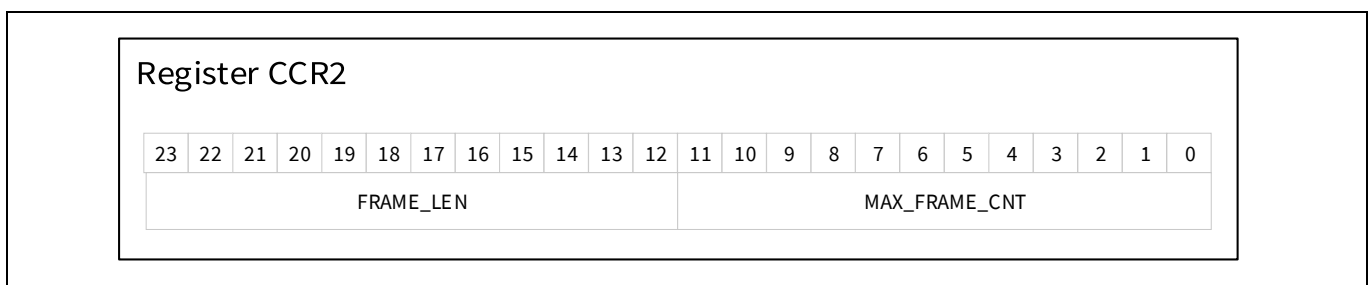 Register CCR2
23 22 21 20 19 18 17 16 15 14 13 12 11 10 9 8 7 6 5 4 3 2 1 0
FRAME_LEN MAX_FRAME_CNT